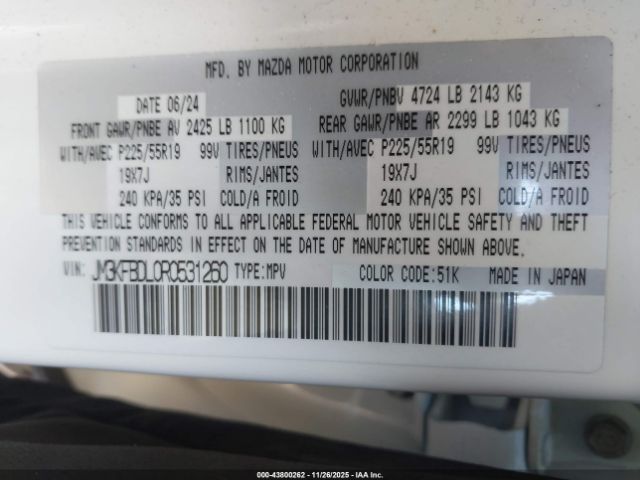 MFD. BY MAZDA MOTOR CORPORATION
DATE 06/24 GVWR/PNBV 4724 LB 2143 KG
FRONT GAWR/PNBE AV 2425 LB 1100 KG REAR GAWR/PNBE AR 2299 LB 1043 KG
WITH/AVEC P225/55R19 99V TIRES/PNEUS WITH/AVEC P225/55R19 99V TIRES/PNEUS
19X7J RIMS/JANTES 19X7J RIMS/JANTES
240 KPA/35 PSI COLD/A FROID 240 KPA/35 PSI COLD/A FROID
THIS VEHICLE CONFORMS TO ALL APPLICABLE FEDERAL MOTOR VEHICLE SAFETY AND THEFT
PREVENTION STANDARDS IN EFFECT ON THE DATE OF MANUFACTURE SHOWN ABOVE.
VIN: JM3KFBDL0R0531260 TYPE: MPV COLOR CODE: 51K MADE IN JAPAN
000-43800262 - 11/26/2025 - IAA Inc.